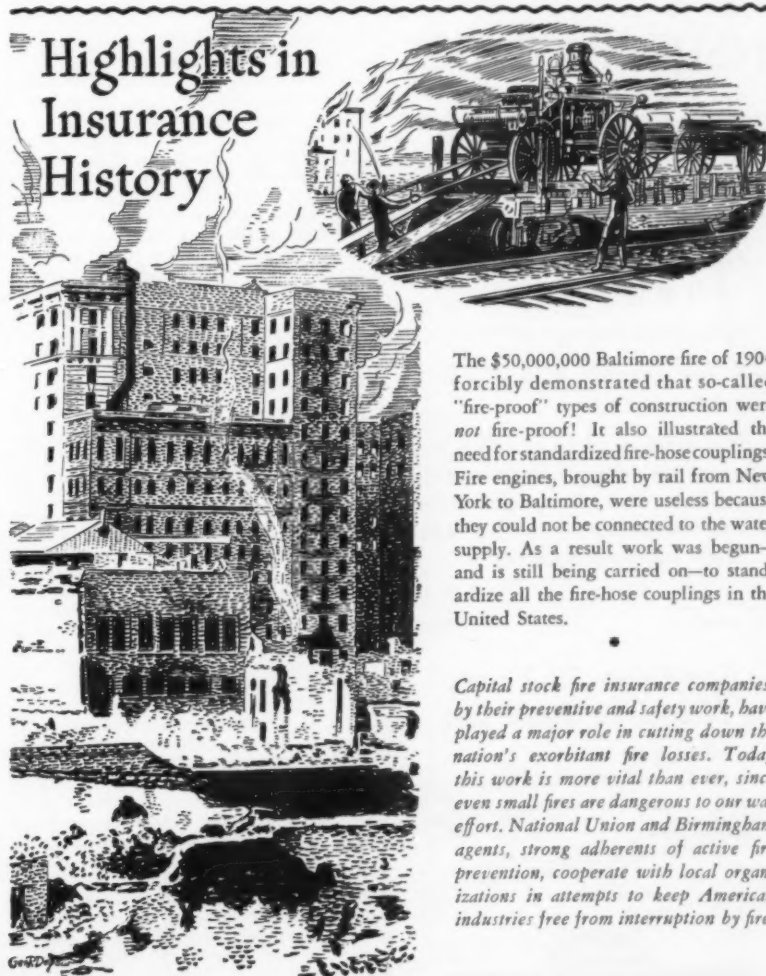 Highlights in
Insurance
History
The $50,000,000 Baltimore fire of 190
forcibly demonstrated that so-calle
"fire-proof" types of construction wer
not fire-proof! It also illustrated th
need for standardized fire-hose couplings
Fire engines, brought by rail from New
York to Baltimore, were useless becaus
they could not be connected to the wate
supply. As a result work was begun—
and is still being carried on—to stand
ardize all the fire-hose couplings in th
United States.
Capital stock fire insurance companies
by their preventive and safety work, hav
played a major role in cutting down th
nation's exorbitant fire losses. Today
this work is more vital than ever, sinc
even small fires are dangerous to our wa
effort. National Union and Birmingham
agents, strong adherents of active fir
prevention, cooperate with local organ
izations in attempts to keep America
industries free from interruption by fire